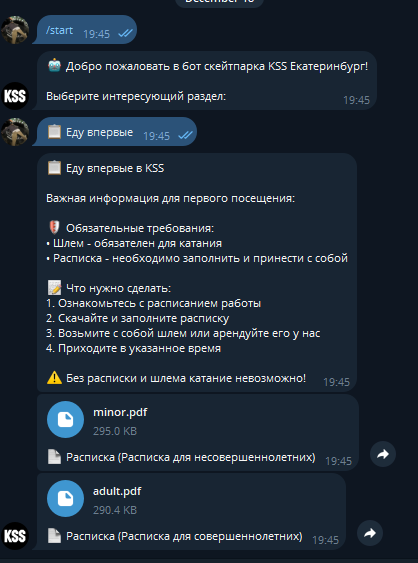 December 16
/start 19:45
🤖 Добро пожаловать в бот скейтпарка KSS Екатеринбург!
Выберите интересующий раздел:
19:45
KSS
📋 Еду впервые 19:45
📋 Еду впервые в KSS
Важная информация для первого посещения:
🛡️ Обязательные требования:
• Шлем - обязателен для катания
• Расписка - необходимо заполнить и принести с собой
📝 Что нужно сделать:
1. Ознакомьтесь с расписанием работы
2. Скачайте и заполните расписку
3. Возьмите с собой шлем или арендуйте его у нас
4. Приходите в указанное время
⚠️ Без расписки и шлема катание невозможно! 19:45
minor.pdf
295.0 KB
📄 Расписка (Расписка для несовершеннолетних) 19:45
adult.pdf
290.4 KB
📄 Расписка (Расписка для совершеннолетних) 19:45
KSS